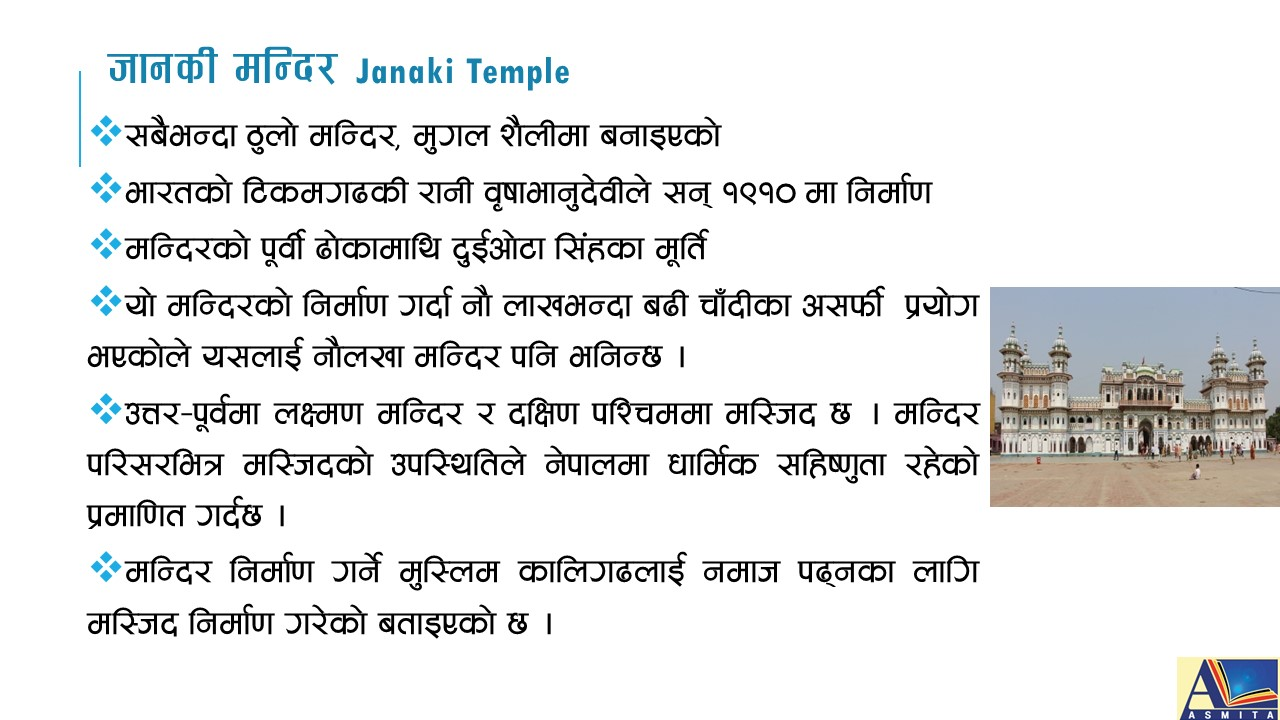 जानकी मन्दिर Janaki Temple
❖सबैभन्दा ठुलो मन्दिर, मुगल शैलीमा बनाइएको
❖भारतको टिकमगढकी रानी वृषाभानुदेवीले सन् १९१० मा निर्माण
❖मन्दिरको पूर्वी ढोकामाथि दुईओटा सिंहका मूर्ति
❖यो मन्दिरको निर्माण गर्दा नौ लाखभन्दा बढी चाँदीका असर्फी प्रयोग
भएकोले यसलाई नौलखा मन्दिर पनि भनिन्छ ।
❖उत्तर-पूर्वमा लक्ष्मण मन्दिर र दक्षिण पश्चिममा मस्जिद छ । मन्दिर
परिसरभित्र मस्जिदको उपस्थितिले नेपालमा धार्मिक सहिष्णुता रहेको
प्रमाणित गर्दछ ।
❖मन्दिर निर्माण गर्ने मुस्लिम कालिगढलाई नमाज पढ्नका लागि
मस्जिद निर्माण गरेको बताइएको छ ।
ASMITA